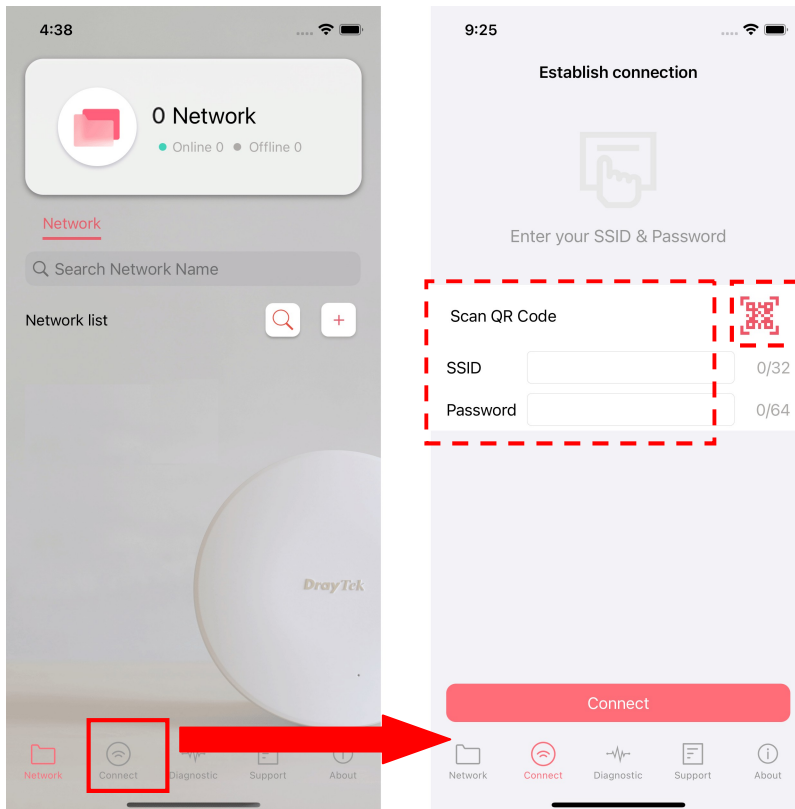 4:38
0 Network
Online 0 Offline 0
Network
Search Network Name
Network list
DrayTek
Network Connect Diagnostic Support About
9:25
Establish connection
Enter your SSID & Password
Scan QR Code
SSID 0/32
Password 0/64
Connect
Network Connect Diagnostic Support About